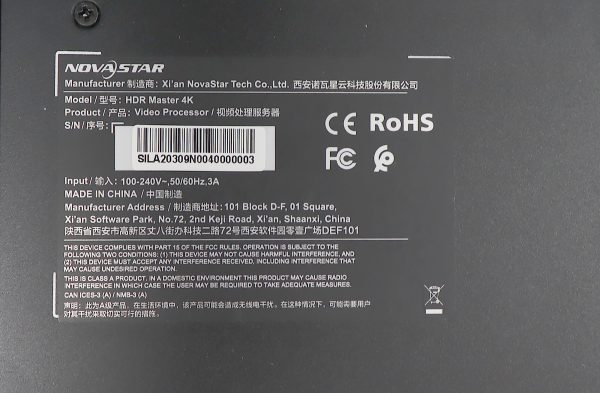 NOVASTAR
Manufacturer 制造商: Xi'an NovaStar Tech Co.,Ltd. 西安诺瓦星云科技股份有限公司
Model / 型号: HDR Master 4K
Product / 产品: Video Processor / 视频处理服务器
S/N / 序号:
SILA20309N0040000003
CE RoHS
FC
Input / 输入: 100-240V~,50/60Hz,3A
MADE IN CHINA / 中国制造
Manufacturer Address / 制造商地址: 101 Block D-F, 01 Square,
Xi'an Software Park, No.72, 2nd Keji Road, Xi'an, Shaanxi, China
陕西省西安市高新区丈八街办科技二路72号西安软件园零壹广场DEF101
THIS DEVICE COMPLIES WITH PART 15 OF THE FCC RULES. OPERATION IS SUBJECT TO THE
FOLLOWING TWO CONDITIONS: (1) THIS DEVICE MAY NOT CAUSE HARMFUL INTERFERENCE, AND
(2) THIS DEVICE MUST ACCEPT ANY INTERFERENCE RECEIVED, INCLUDING INTERFERENCE THAT
MAY CAUSE UNDESIRED OPERATION.
THIS IS CLASS A PRODUCT. IN A DOMESTIC ENVIRONMENT THIS PRODUCT MAY CAUSE RADIO
INTERFERENCE IN WHICH CASE THE USER MAY BE REQUIRED TO TAKE ADEQUATE MEASURES.
CAN ICES-3 (A) / NMB-3 (A)
声明: 此为A级产品，在生活环境中，该产品可能会造成无线电干扰。在这种情况下，可能需要用户
对其干扰采取切实可行的措施。